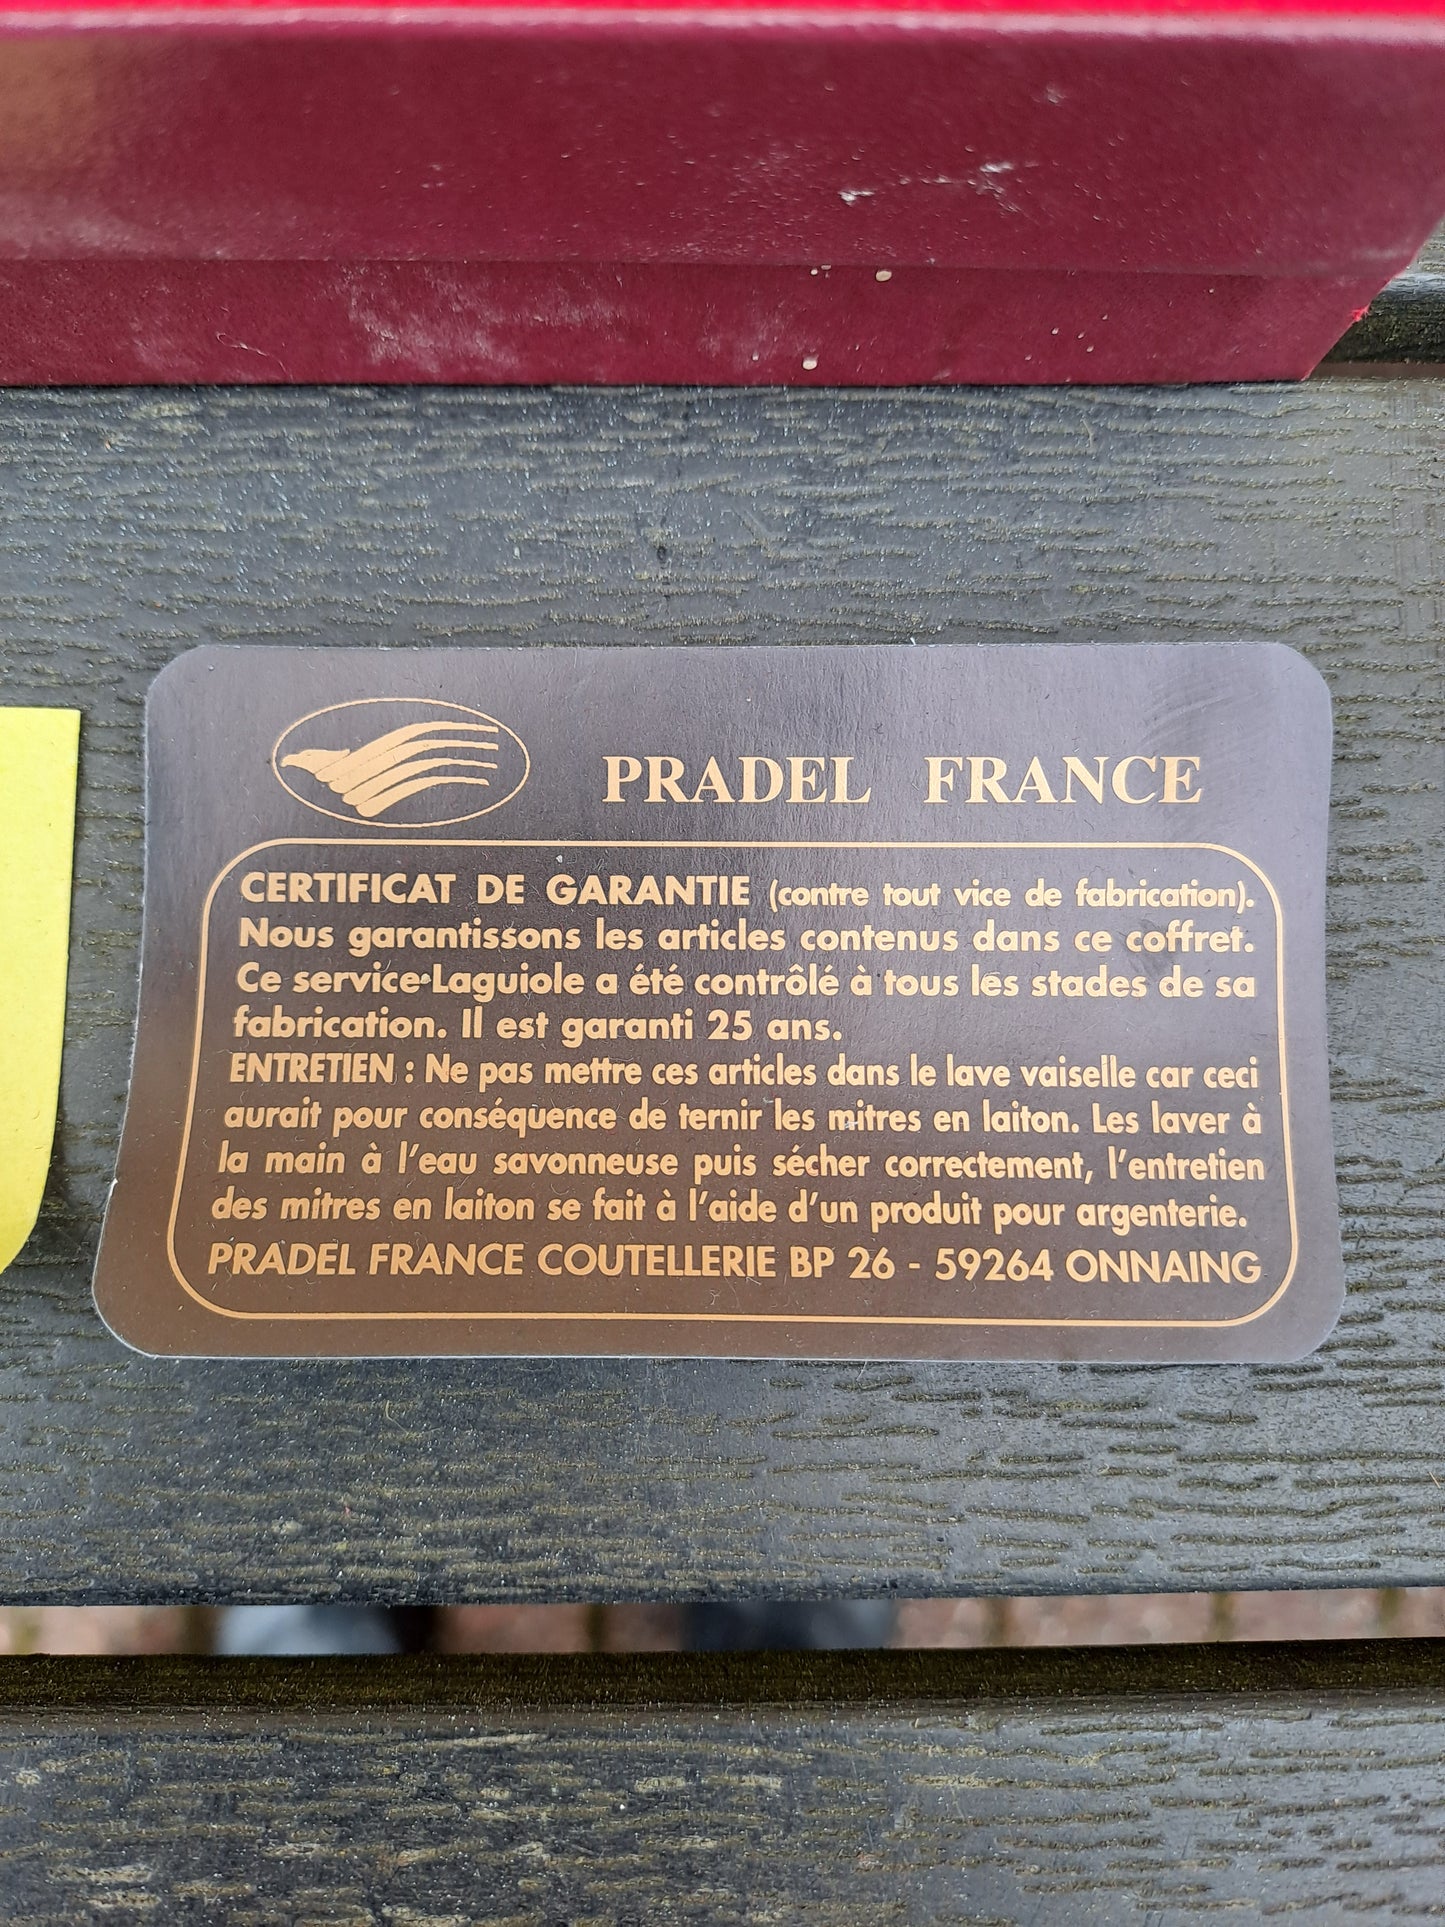 PRADEL FRANCE
CERTIFICAT DE GARANTIE (contre tout vice de fabrication).
Nous garantissons les articles contenus dans ce coffret.
Ce service Laguiole a été contrôlé à tous les stades de sa
fabrication. Il est garanti 25 ans.
ENTRETIEN : Ne pas mettre ces articles dans le lave vaiselle car ceci
aurait pour conséquence de ternir les mitres en laiton. Les laver à
la main à l'eau savonneuse puis sécher correctement, l'entretien
des mitres en laiton se fait à l'aide d'un produit pour argenterie.
PRADEL FRANCE COUTELLERIE BP 26 - 59264 ONNAING